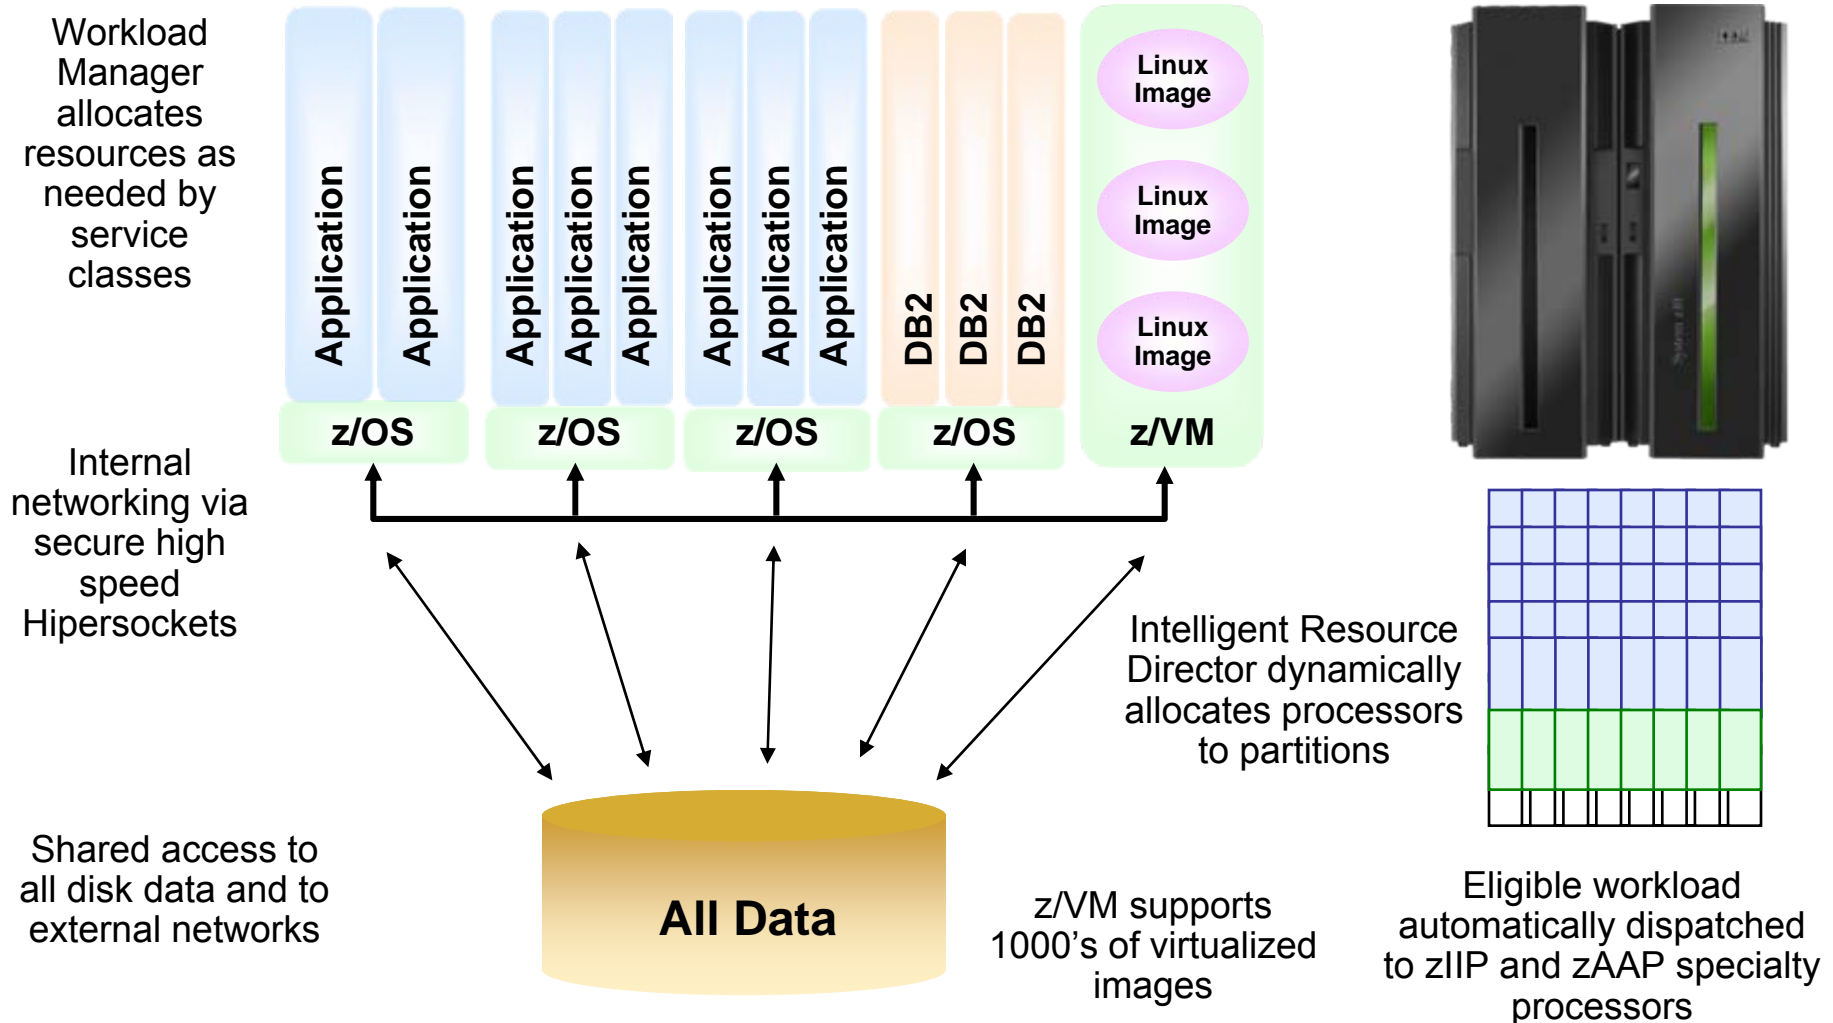 Workload
Manager
allocates
resources as
needed by
service
classes
Application
Application
Application
Application
Application
Application
Application
Application
DB2
DB2
DB2
Linux
Image
Linux
Image
Linux
Image
z/OS
z/OS
z/OS
z/OS
z/VM
Internal
networking via
secure high
speed
Hipersockets
Intelligent Resource
Director dynamically
allocates processors
to partitions
Shared access to
all disk data and to
external networks
All Data
z/VM supports
1000's of virtualized
images
Eligible workload
automatically dispatched
to zIIP and zAAP specialty
processors